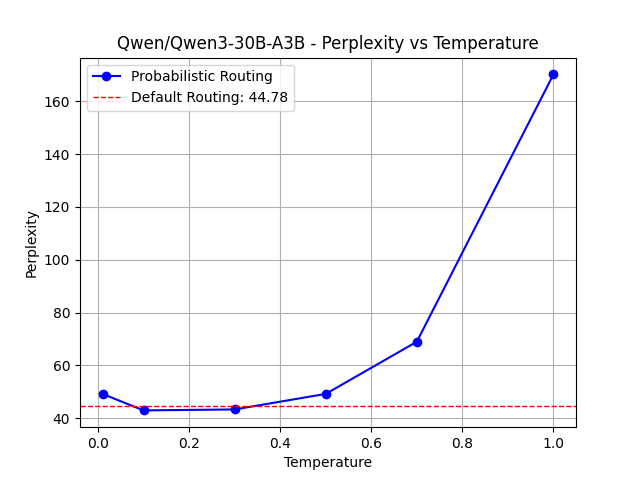 Qwen/Qwen3-30B-A3B - Perplexity vs Temperature
Probabilistic Routing
Default Routing: 44.78
Perplexity
160
140
120
100
80
60
40
0.0 0.2 0.4 0.6 0.8 1.0
Temperature